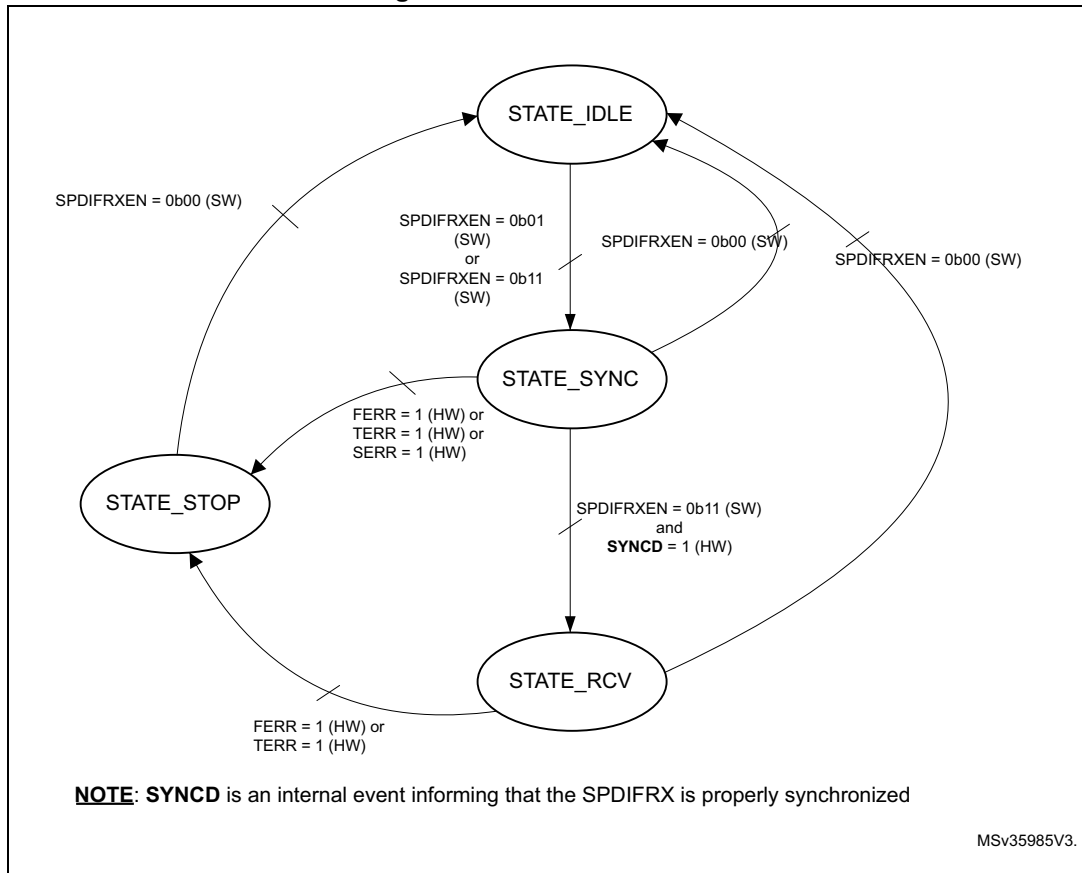 STATE_IDLE
SPDIFRXEN = 0b00 (SW)
SPDIFRXEN = 0b01
(SW)
or
SPDIFRXEN = 0b11
(SW)
SPDIFRXEN = 0b00 (SW)
SPDIFRXEN = 0b00 (SW)
STATE_SYNC
FERR = 1 (HW) or
TERR = 1 (HW) or
SERR = 1 (HW)
STATE_STOP
SPDIFRXEN = 0b11 (SW)
and
SYNCD = 1 (HW)
STATE_RCV
FERR = 1 (HW) or
TERR = 1 (HW)
NOTE: SYNCD is an internal event informing that the SPDIFRX is properly synchronized
MSv35985V3.